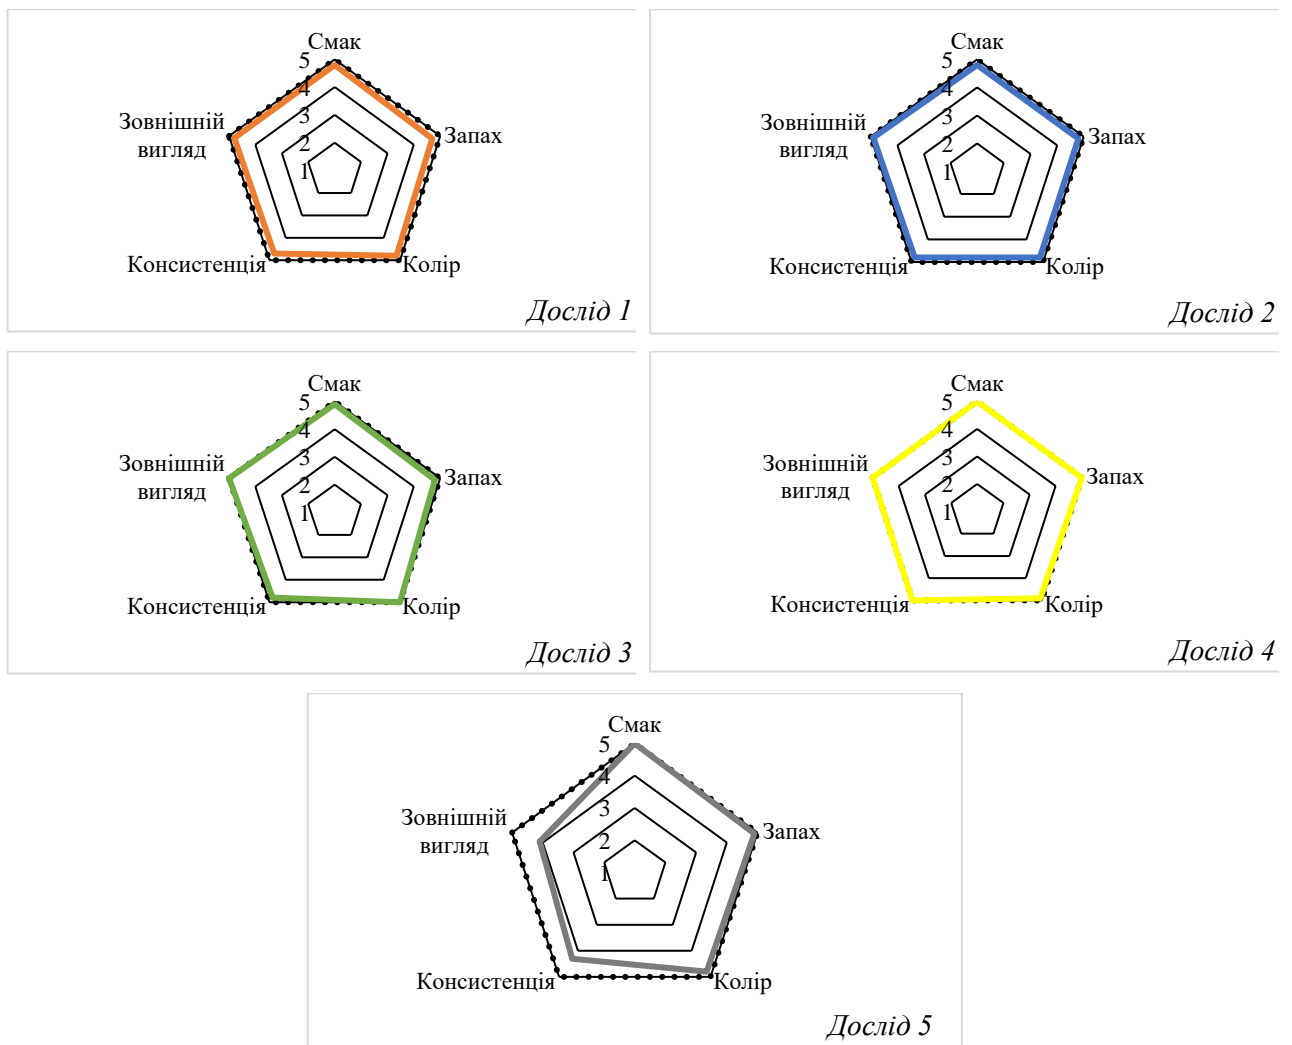 Смак
5
4
3
2
1
Зовнішній
вигляд
Запах
Консистенція
Колір
Дослід 1
Смак
5
4
3
2
1
Зовнішній
вигляд
Запах
Консистенція
Колір
Дослід 2
Смак
5
4
3
2
1
Зовнішній
вигляд
Запах
Консистенція
Колір
Дослід 3
Смак
5
4
3
2
1
Зовнішній
вигляд
Запах
Консистенція
Колір
Дослід 4
Смак
5
4
3
2
1
Зовнішній
вигляд
Запах
Консистенція
Колір
Дослід 5